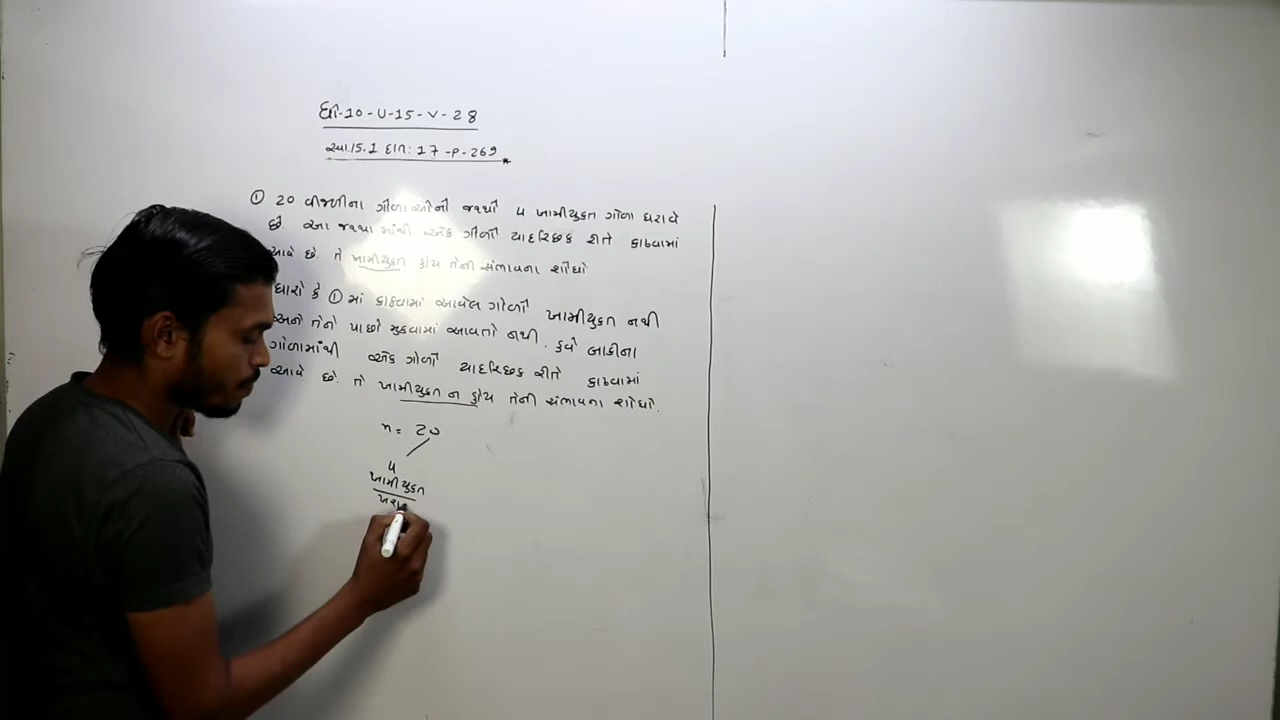 ધો-10-U-15-V-28
સ્વા.15.1 દાખ: 17-P-269
① 20 વીજળીના ગોળાઓનો જથ્થો 4 ખામીયુક્ત ગોળા ધરાવે
છે. આ જથ્થામાંથી એક ગોળો યાદચ્છિક રીતે કાઢવામાં
આવે છે. તે ખામીયુક્ત હોય તેની સંભાવના શોધો
ધારો કે ① માં કાઢવામાં આવેલ ગોળો ખામીયુક્ત નથી
અને તેને પાછો મુકવામાં આવતો નથી. હવે બાકીના
ગોળામાંથી એક ગોળો યાદચ્છિક રીતે કાઢવામાં
આવે છે. તો ખામીયુક્ત ન હોય તેની સંભાવના શોધો.
n = 20
4
ખામીયુક્ત